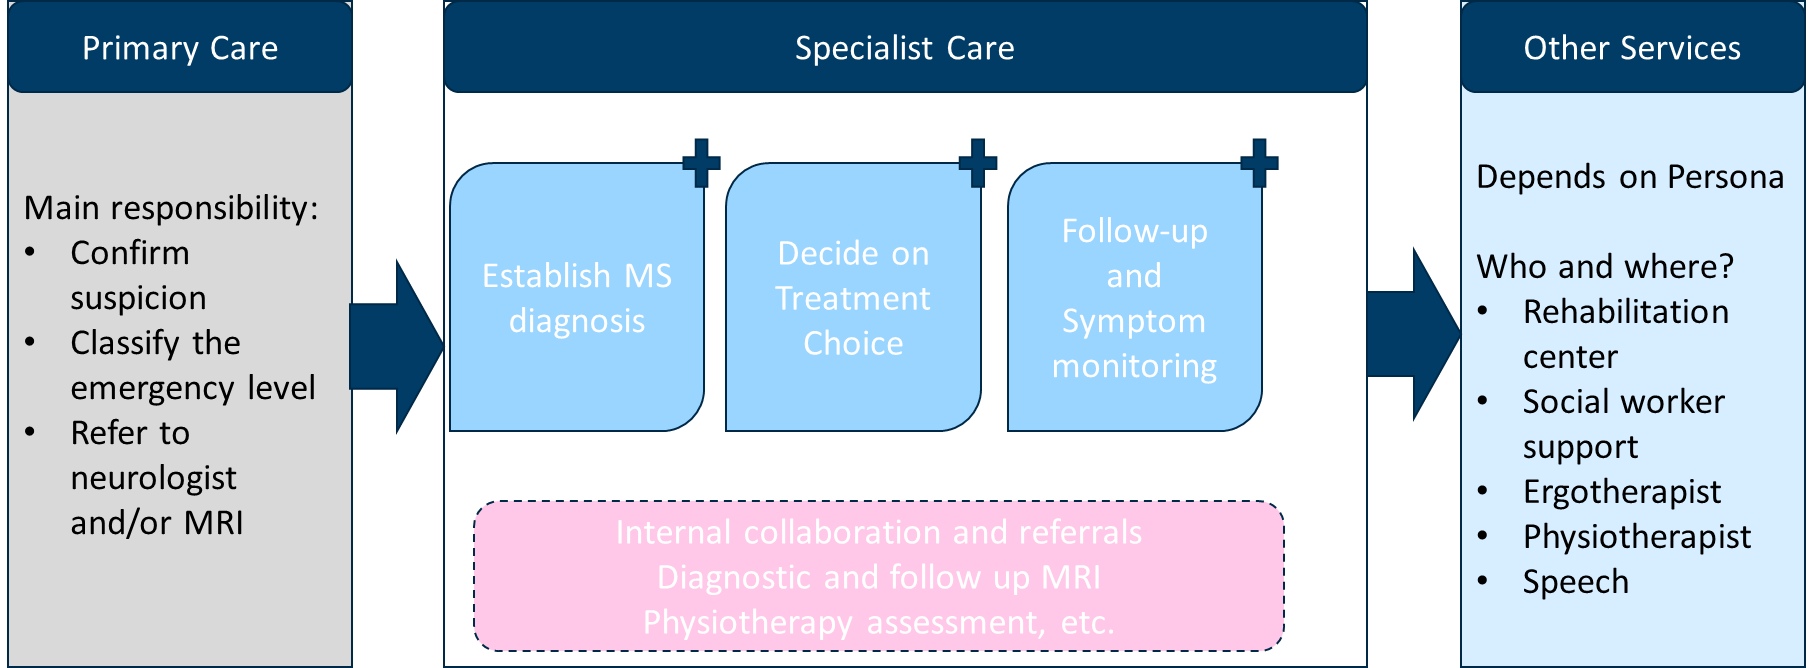 Primary Care
Main responsibility:
• Confirm
suspicion
• Classify the
emergency level
• Refer to
neurologist
and/or MRI
Specialist Care
Establish MS
diagnosis
Decide on
Treatment
Choice
Follow-up
and
Symptom
monitoring
Internal collaboration and referrals
Diagnostic and follow up MRI
Physiotherapy assessment, etc.
Other Services
Depends on Persona
Who and where?
• Rehabilitation
center
• Social worker
support
• Ergotherapist
• Physiotherapist
• Speech